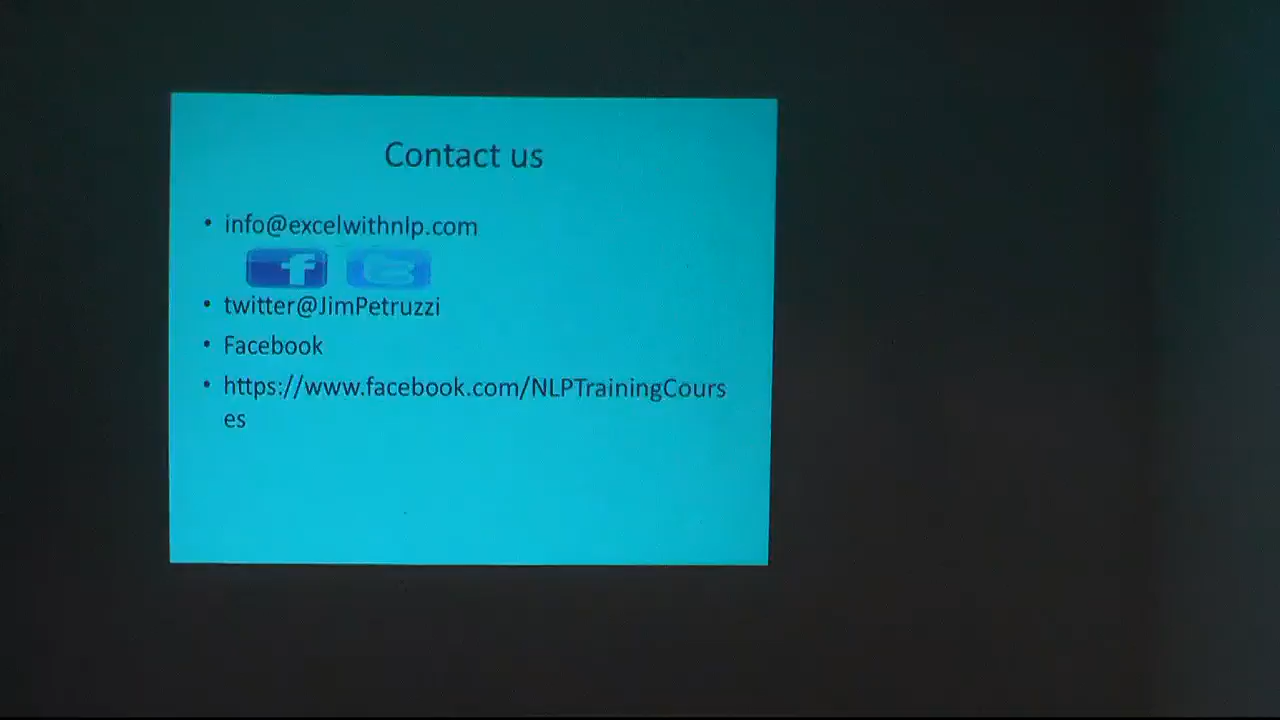 Contact us
• info@excelwithnlp.com
• twitter@JimPetruzzi
• Facebook
• https://www.facebook.com/NLPTrainingCours
es